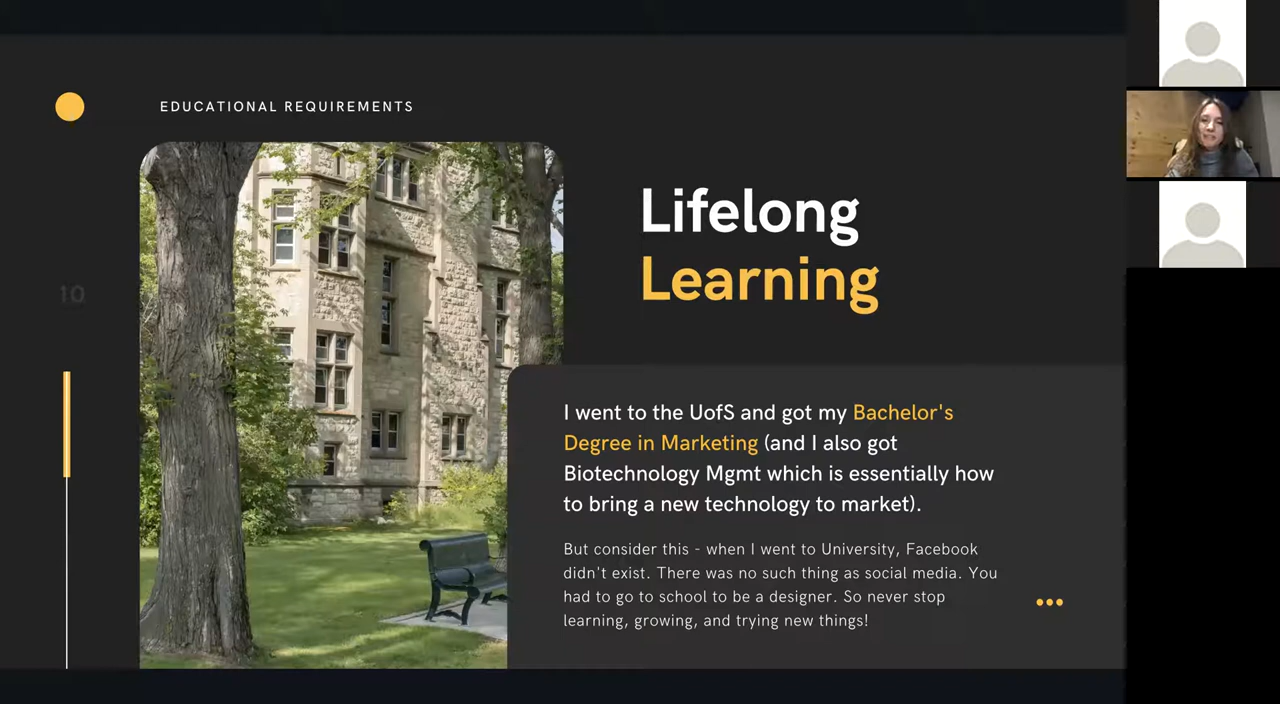 EDUCATIONAL REQUIREMENTS
Lifelong
Learning
10
I went to the UofS and got my Bachelor's
Degree in Marketing (and I also got
Biotechnology Mgmt which is essentially how
to bring a new technology to market).
But consider this - when I went to University, Facebook
didn't exist. There was no such thing as social media. You
had to go to school to be a designer. So never stop
learning, growing, and trying new things!